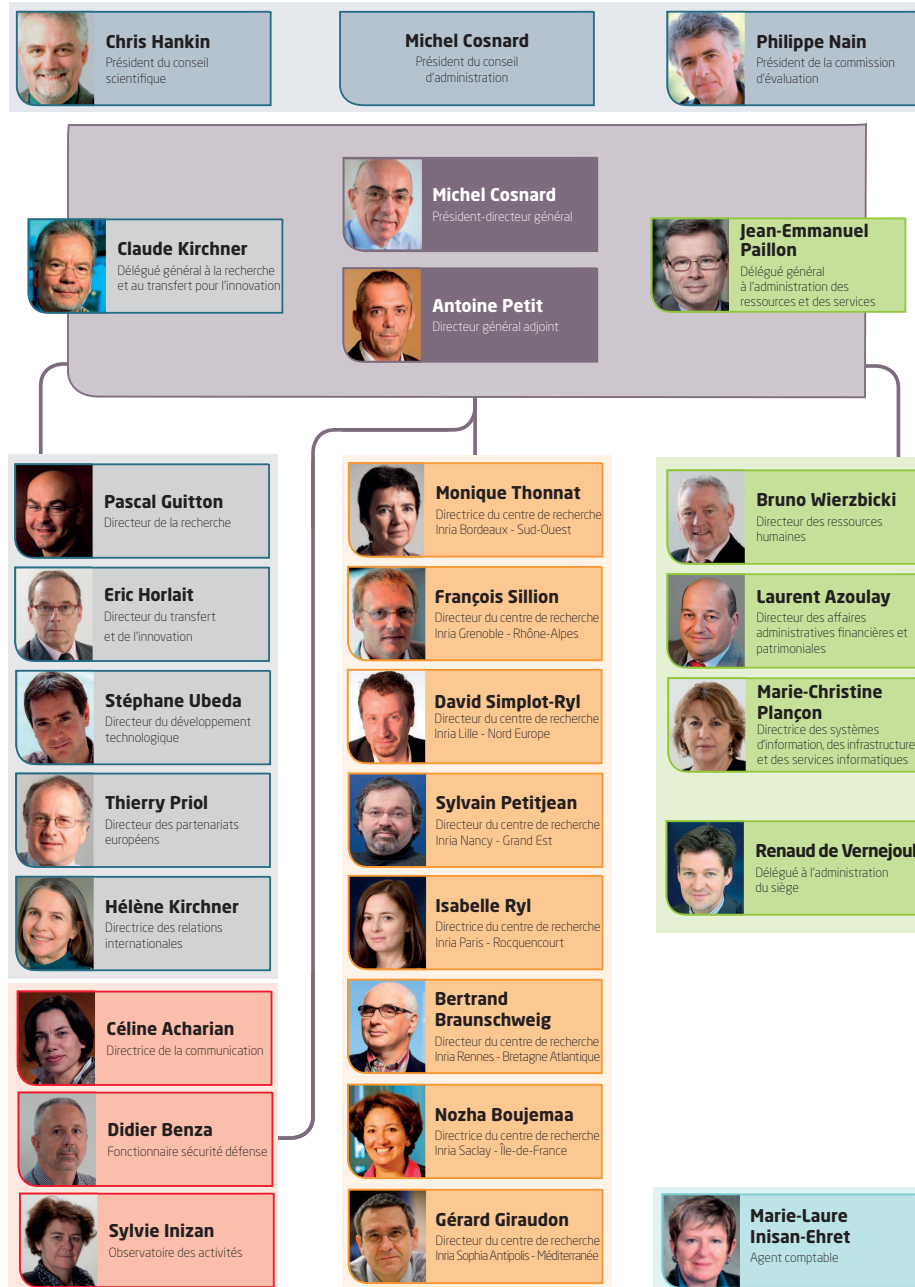 Chris Hankin
Président du conseil
scientifique
Michel Cosnard
Président du conseil
d'administration
Philippe Nain
Président de la commission
d'évaluation
Michel Cosnard
Président-directeur général
Claude Kirchner
Délégué général à la recherche
et au transfert pour l'innovation
Jean-Emmanuel
Paillon
Délégué général
à l'administration des
ressources et des services
Antoine Petit
Directeur général adjoint
Pascal Guitton
Directeur de la recherche
Eric Horlait
Directeur du transfert
et de l'innovation
Stéphane Ubeda
Directeur du développement
technologique
Thierry Priol
Directeur des partenariats
européens
Hélène Kirchner
Directrice des relations
internationales
Céline Acharian
Directrice de la communication
Didier Benza
Fonctionnaire sécurité défense
Sylvie Inizan
Observatoire des activités
Monique Thonnat
Directrice du centre de recherche
Inria Bordeaux - Sud-Ouest
François Sillion
Directeur du centre de recherche
Inria Grenoble - Rhône-Alpes
David Simplot-Ryl
Directeur du centre de recherche
Inria Lille - Nord Europe
Sylvain Petitjean
Directeur du centre de recherche
Inria Nancy - Grand Est
Isabelle Ryl
Directrice du centre de recherche
Inria Paris - Rocquencourt
Bertrand
Braunschweig
Directeur du centre de recherche
Inria Rennes - Bretagne Atlantique
Nozha Boujemaa
Directrice du centre de recherche
Inria Saclay - Île-de-France
Gérard Giraudon
Directeur du centre de recherche
Inria Sophia Antipolis - Méditerranée
Bruno Wierzbicki
Directeur des ressources
humaines
Laurent Azoulay
Directeur des affaires
administratives financières et
patrimoniales
Marie-Christine
Plançon
Directrice des systèmes
d'information, des infrastructure
et des services informatiques
Renaud de Vernejoul
Délégué à l'administration
du siège
Marie-Laure
Inisan-Ehret
Agent comptable